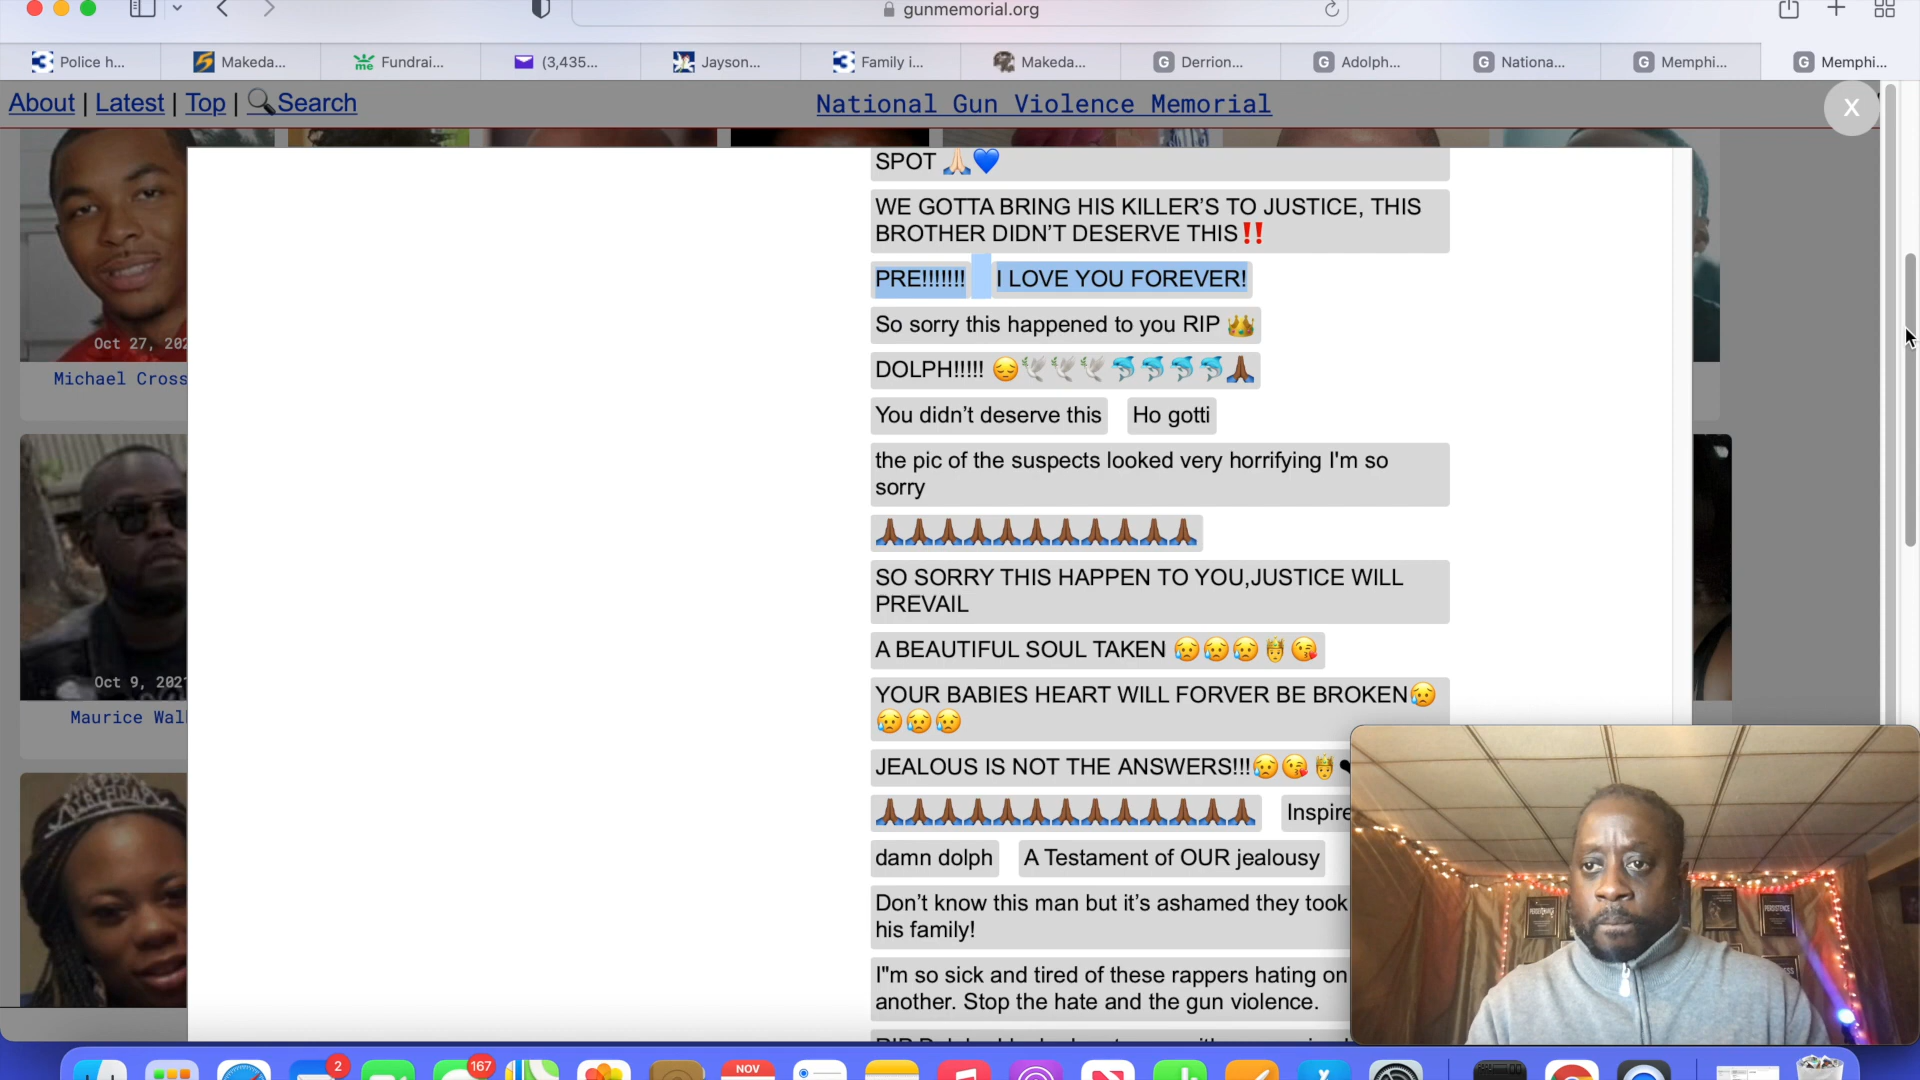 gunmemorial.org
Police h...
Makeda...
Fundrai...
(3,435...
Jayson...
Family i...
Makeda...
Derrion...
Adolph...
Nationa...
Memphi...
Memphi...
About | Latest | Top | Search
National Gun Violence Memorial
X
SPOT 🙏🏻💙
WE GOTTA BRING HIS KILLER’S TO JUSTICE, THIS
BROTHER DIDN’T DESERVE THIS‼️
PRE!!!!!!! I LOVE YOU FOREVER!
So sorry this happened to you RIP 👑
DOLPH!!!!! 😔🕊🕊🕊🐬🐬🐬🐬🙏🏾
You didn’t deserve this Ho gotti
the pic of the suspects looked very horrifying I'm so
sorry
🙏🏾🙏🏾🙏🏾🙏🏾🙏🏾🙏🏾🙏🏾🙏🏾🙏🏾🙏🏾🙏🏾
SO SORRY THIS HAPPEN TO YOU,JUSTICE WILL
PREVAIL
A BEAUTIFUL SOUL TAKEN 😥😥😥🤴😘
YOUR BABIES HEART WILL FORVER BE BROKEN😥
😥😥😥
JEALOUS IS NOT THE ANSWERS!!!😥😘🤴
🙏🏾🙏🏾🙏🏾🙏🏾🙏🏾🙏🏾🙏🏾🙏🏾🙏🏾🙏🏾🙏🏾🙏🏾🙏🏾 Inspire
damn dolph A Testament of OUR jealousy
Don’t know this man but it’s ashamed they took
his family!
I"m so sick and tired of these rappers hating on
another. Stop the hate and the gun violence.
Oct 27, 202
Michael Cross
Oct 9, 202
Maurice Wal
BIRTHDAY
PERSISTENCE
2
167
NOV